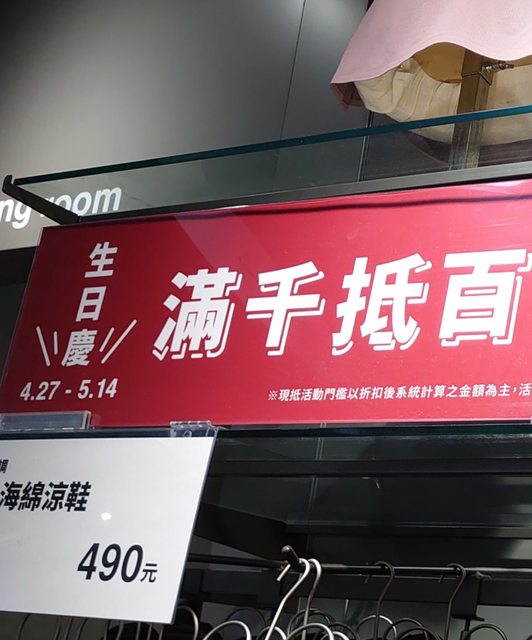 ng room
生日慶
4.27 - 5.14
滿千抵百
※現抵活動門檻以折扣後系統計算之金額為主，活
海綿涼鞋
490元